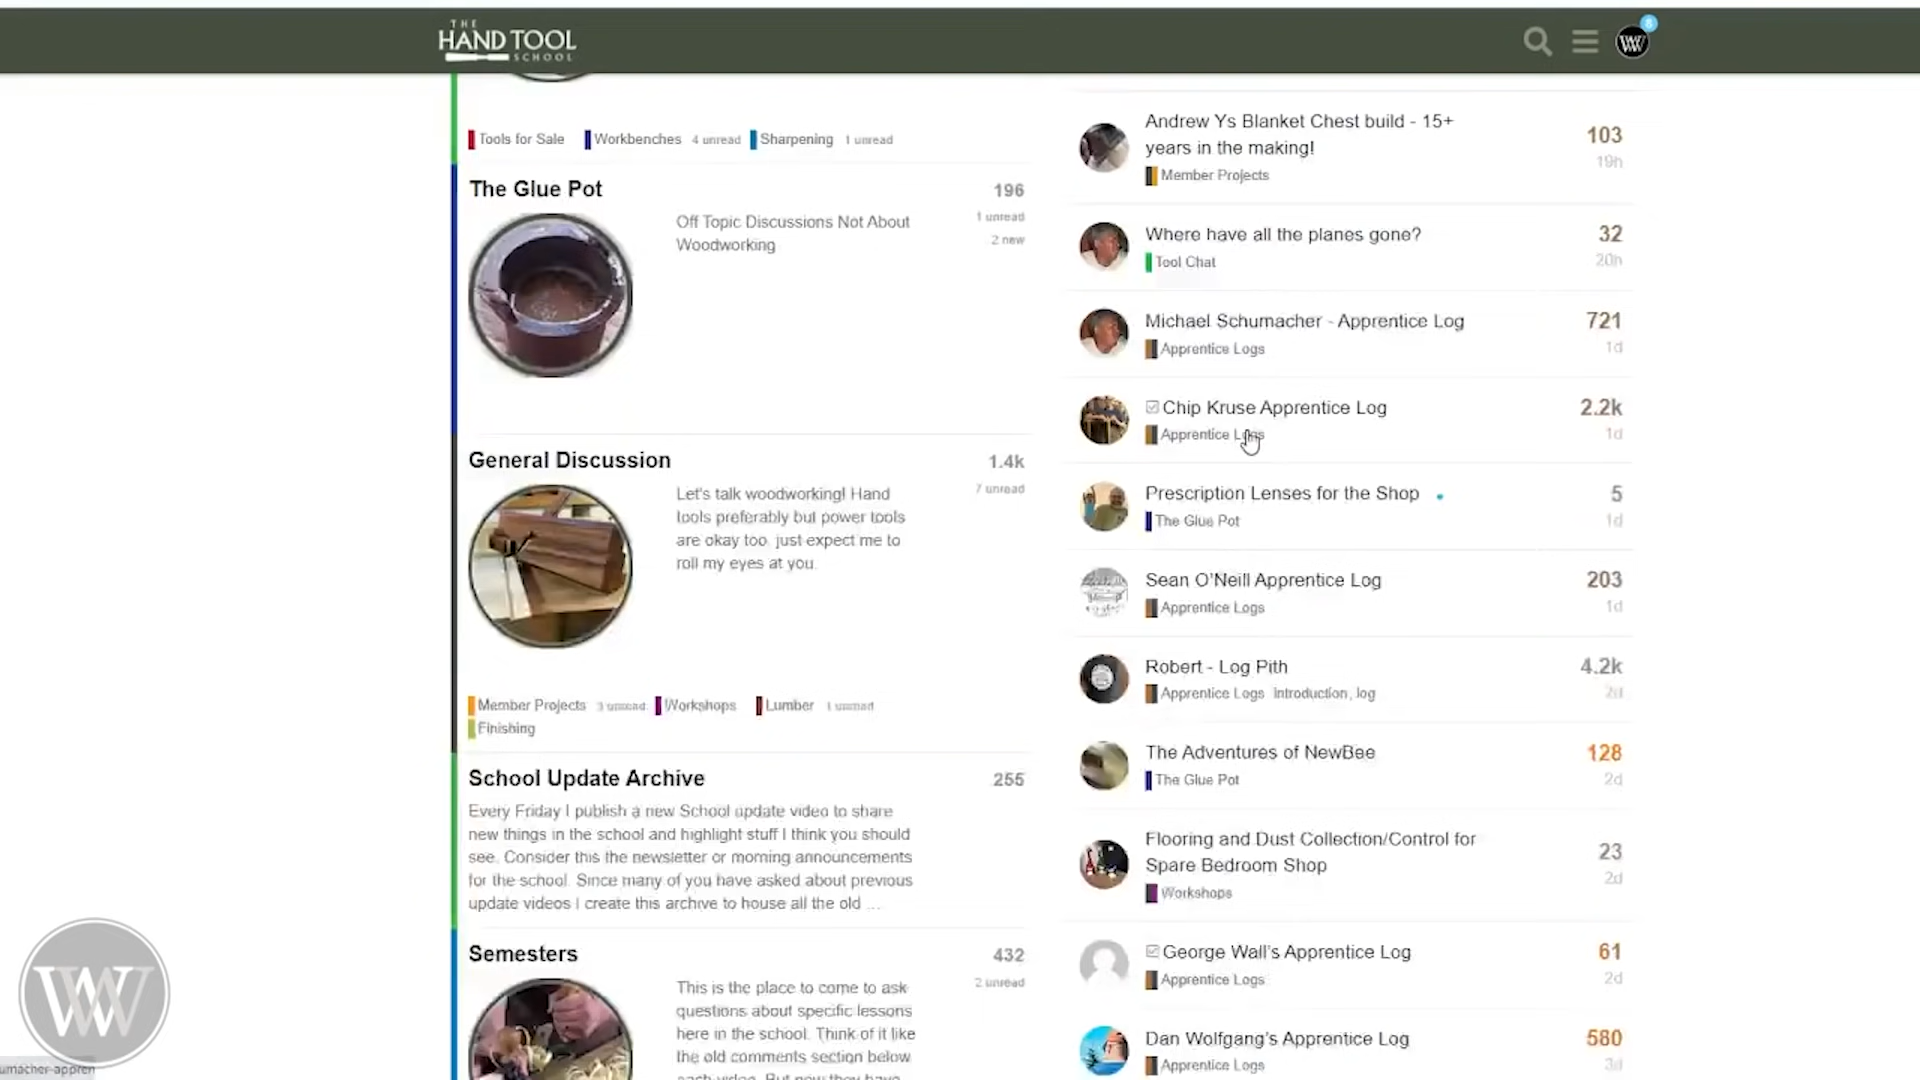 THE
HAND TOOL
SCHOOL
6
Tools for Sale Workbenches 4 unread Sharpening 1 unread
The Glue Pot 196
1 unread
Off Topic Discussions Not About
Woodworking
2 new
General Discussion 1.4k
7 unread
Let's talk woodworking! Hand
tools preferably but power tools
are okay too. just expect me to
roll my eyes at you.
Member Projects 3 unread Workshops Lumber 1 unread
Finishing
School Update Archive 255
Every Friday I publish a new School update video to share
new things in the school and highlight stuff I think you should
see. Consider this the newsletter or morning announcements
for the school. Since many of you have asked about previous
update videos I create this archive to house all the old ...
Semesters 432
2 unread
This is the place to come to ask
questions about specific lessons
here in the school. Think of it like
the old comments section below
each video. But now they have
Andrew Ys Blanket Chest build - 15+
years in the making!
103
19h
Member Projects
Where have all the planes gone? 32
Tool Chat 20h
Michael Schumacher - Apprentice Log 721
Apprentice Logs 1d
Chip Kruse Apprentice Log 2.2k
Apprentice Logs 1d
Prescription Lenses for the Shop 5
The Glue Pot 1d
Sean O'Neill Apprentice Log 203
Apprentice Logs 1d
Robert - Log Pith 4.2k
Apprentice Logs Introduction, log 2d
The Adventures of NewBee 128
The Glue Pot 2d
Flooring and Dust Collection/Control for
Spare Bedroom Shop
23
2d
Workshops
George Wall's Apprentice Log 61
Apprentice Logs 2d
Dan Wolfgang's Apprentice Log 580
Apprentice Logs 3d
umacher-appren